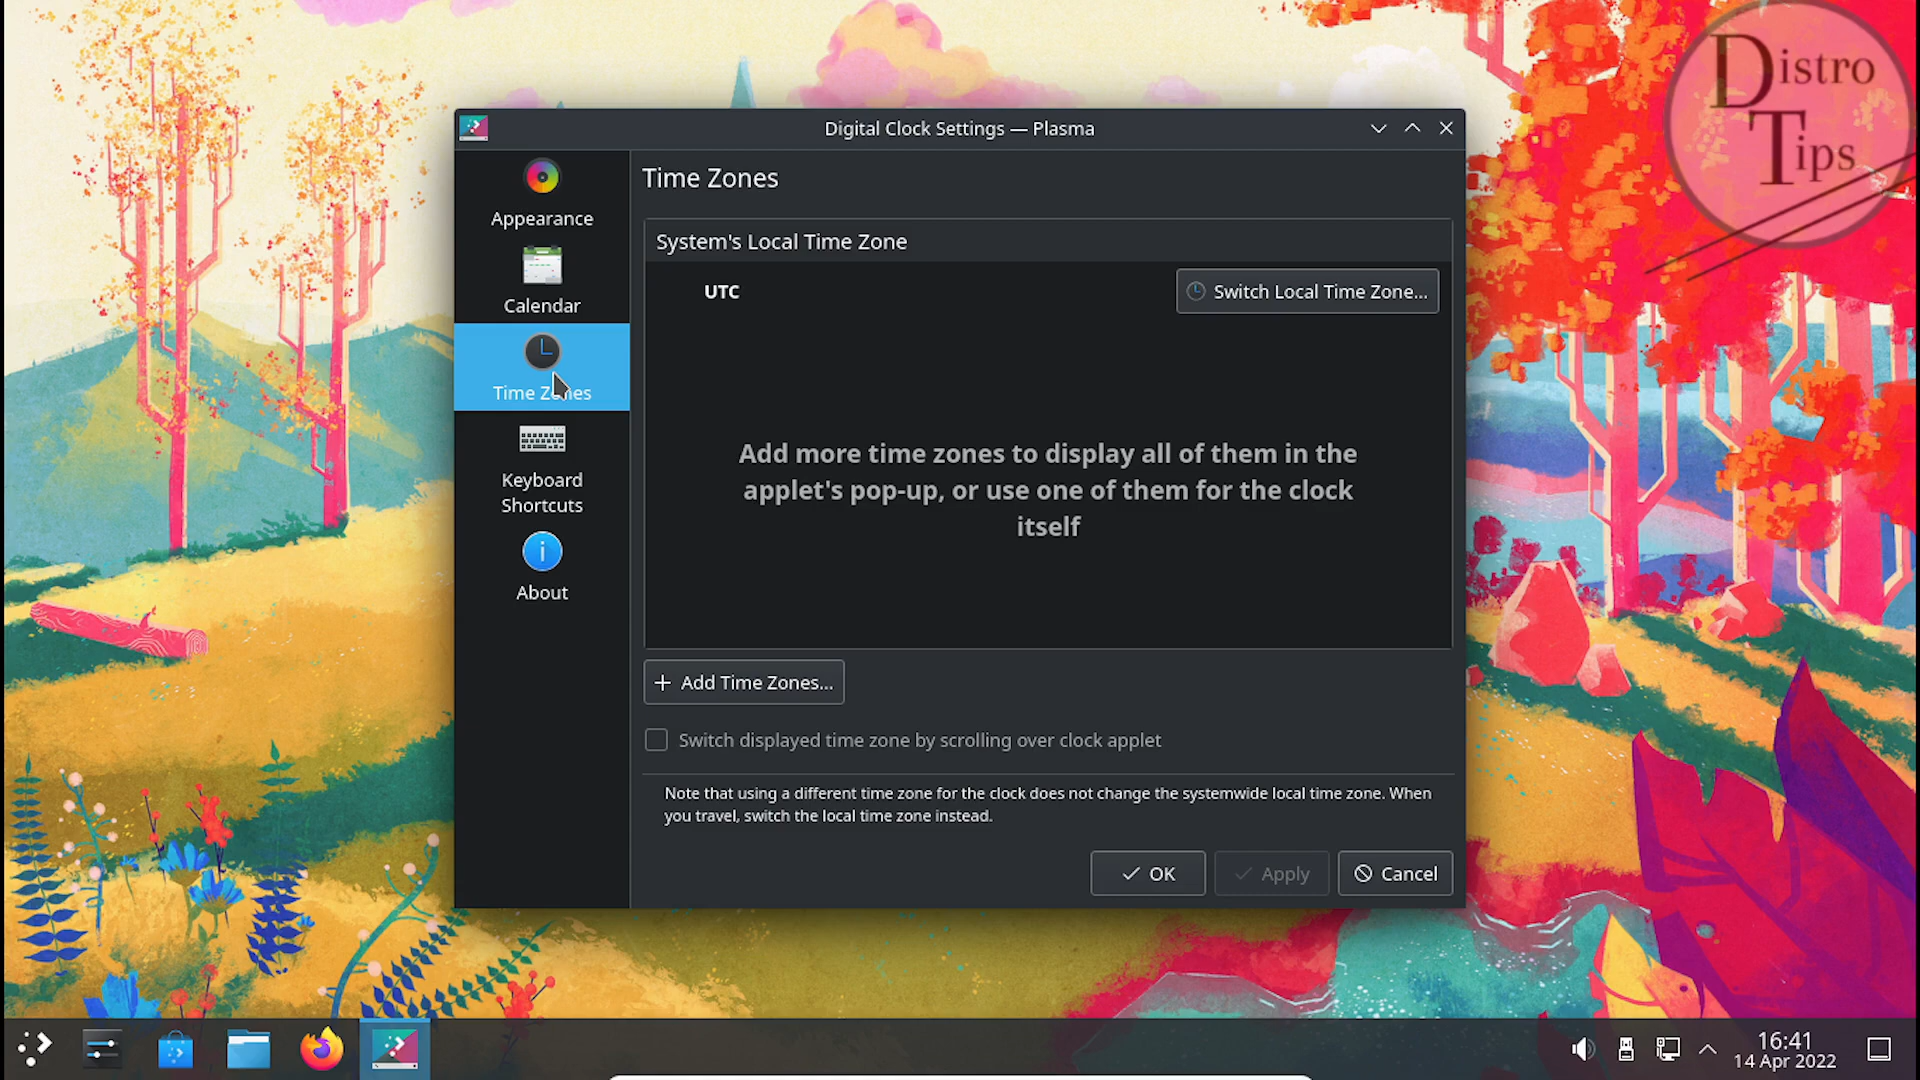 Distro
Tips
Digital Clock Settings — Plasma
Appearance
Calendar
Time Zones
Keyboard
Shortcuts
About
Time Zones
System's Local Time Zone
UTC
Switch Local Time Zone...
Add more time zones to display all of them in the
applet's pop-up, or use one of them for the clock
itself
Add Time Zones...
Switch displayed time zone by scrolling over clock applet
Note that using a different time zone for the clock does not change the systemwide local time zone. When
you travel, switch the local time zone instead.
OK
Apply
Cancel
16:41
14 Apr 2022